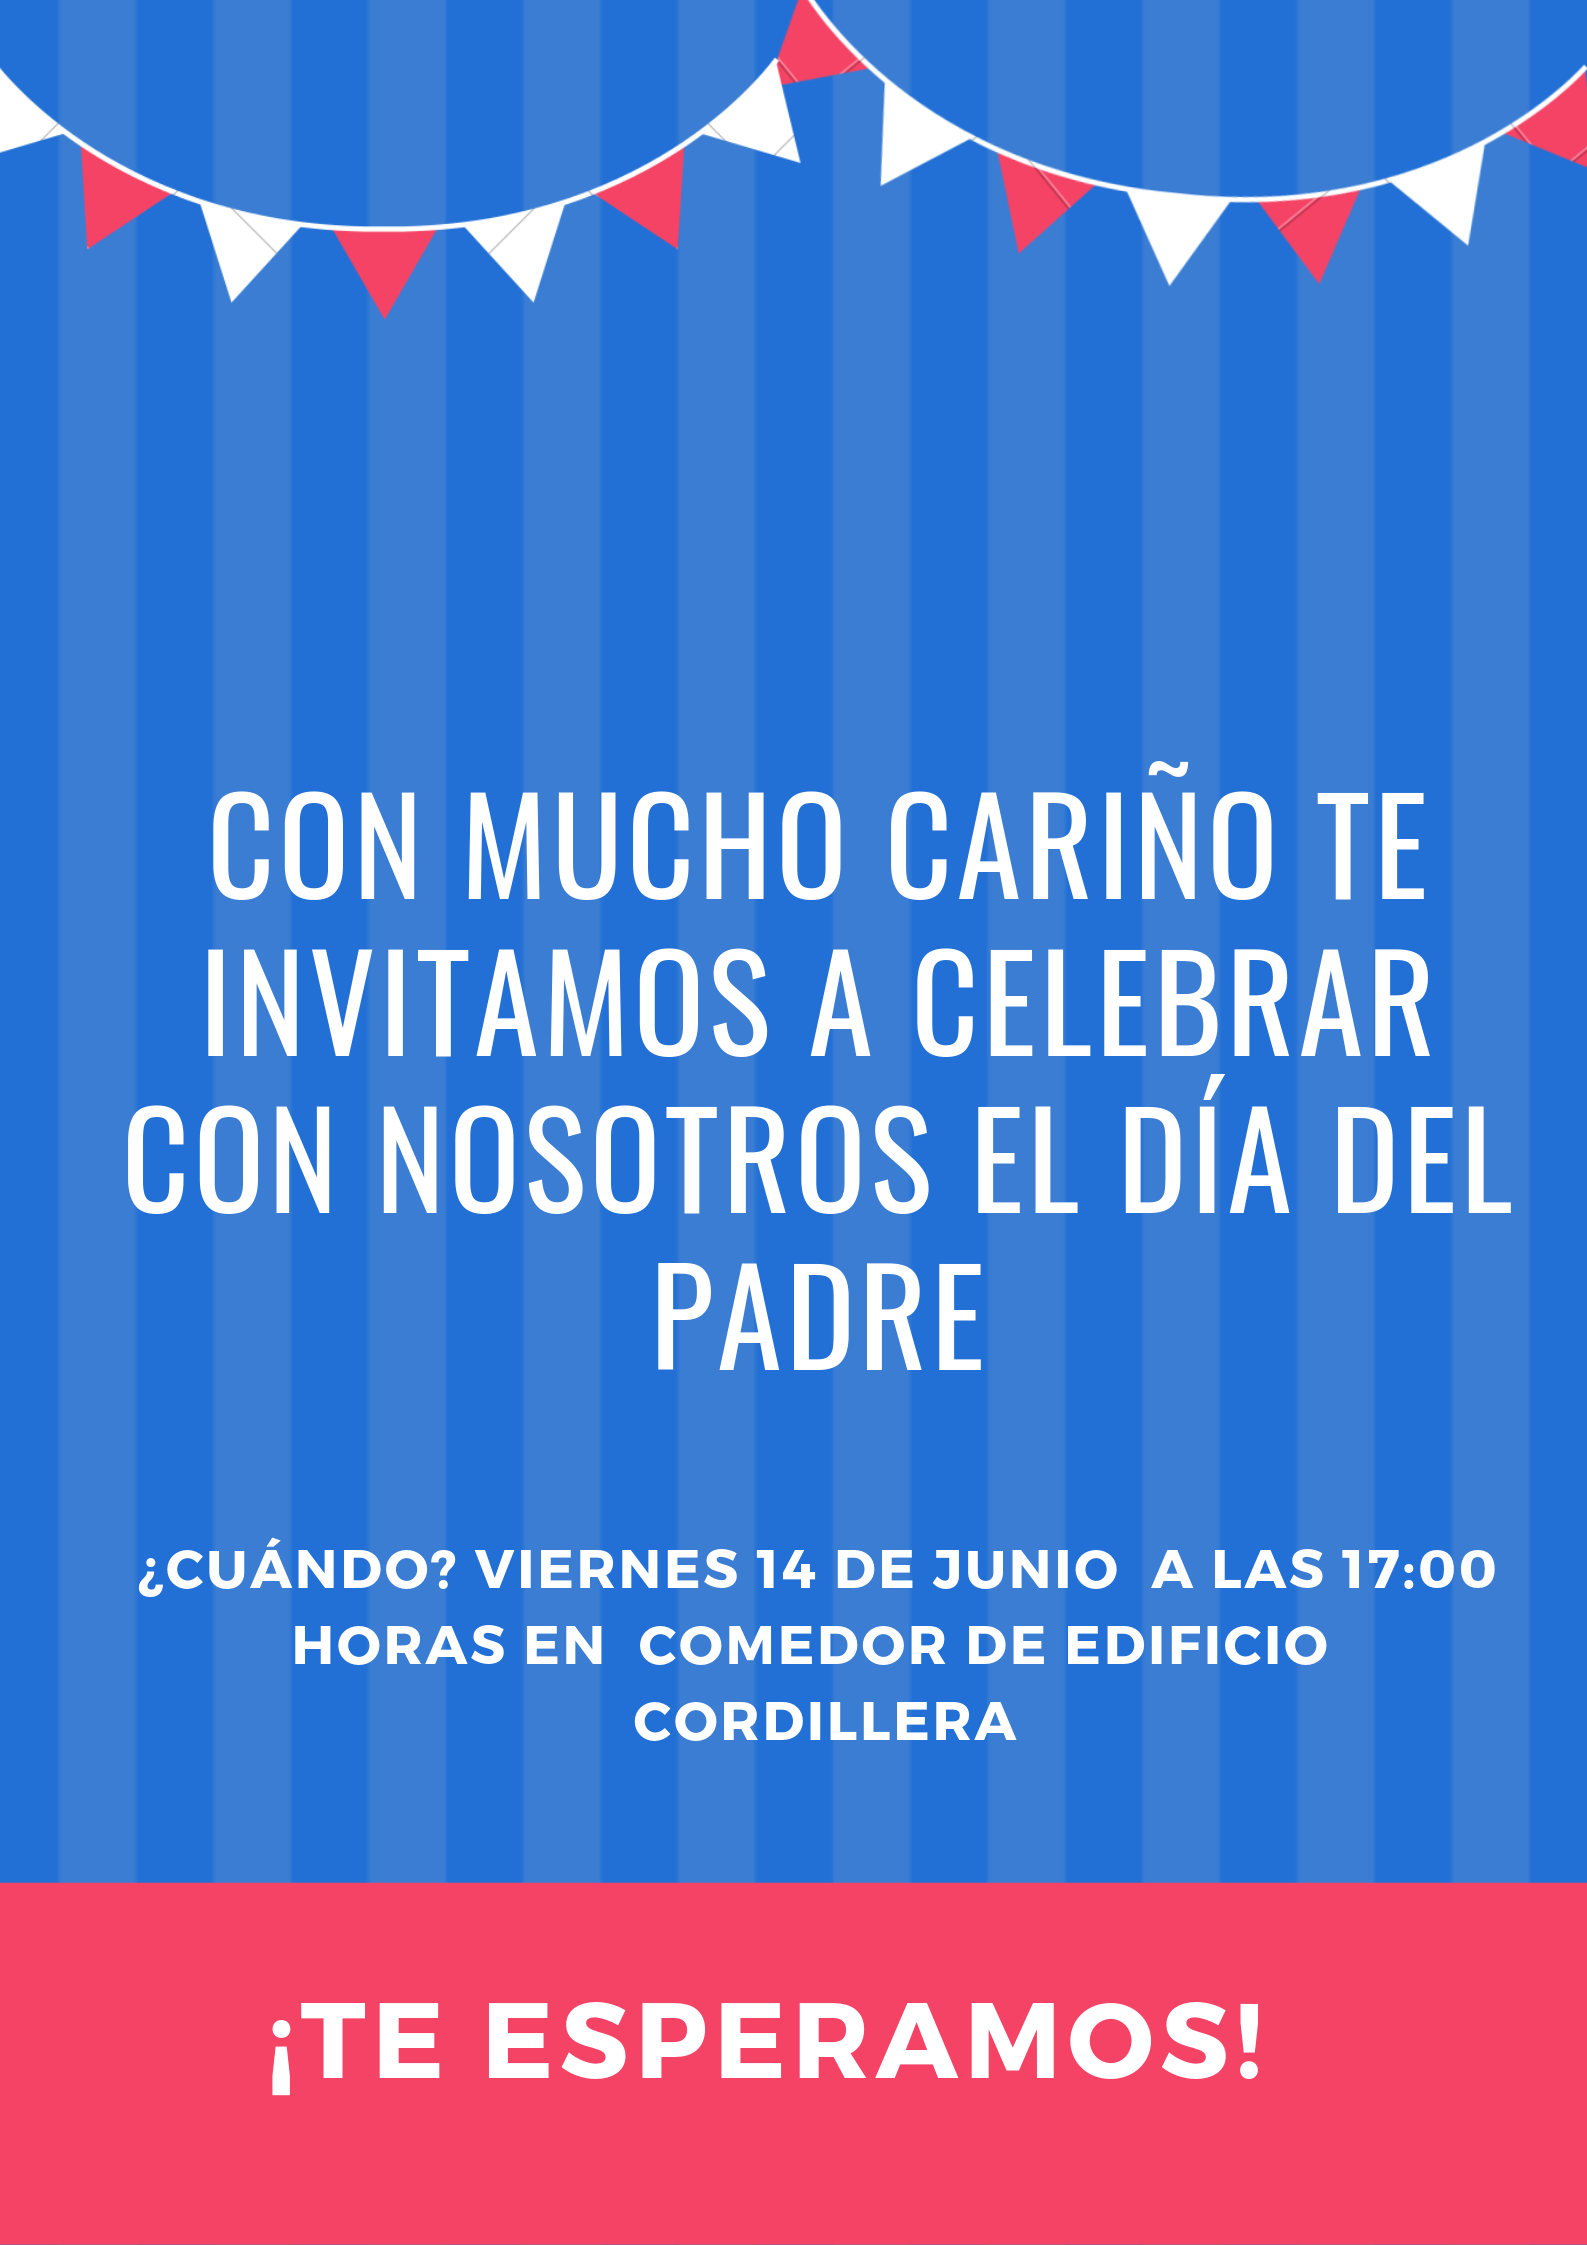 CON MUCHO CARIÑO TE
INVITAMOS A CELEBRAR
CON NOSOTROS EL DÍA DEL
PADRE
¿CUÁNDO? VIERNES 14 DE JUNIO A LAS 17:00
HORAS EN COMEDOR DE EDIFICIO
CORDILLERA
¡TE ESPERAMOS!